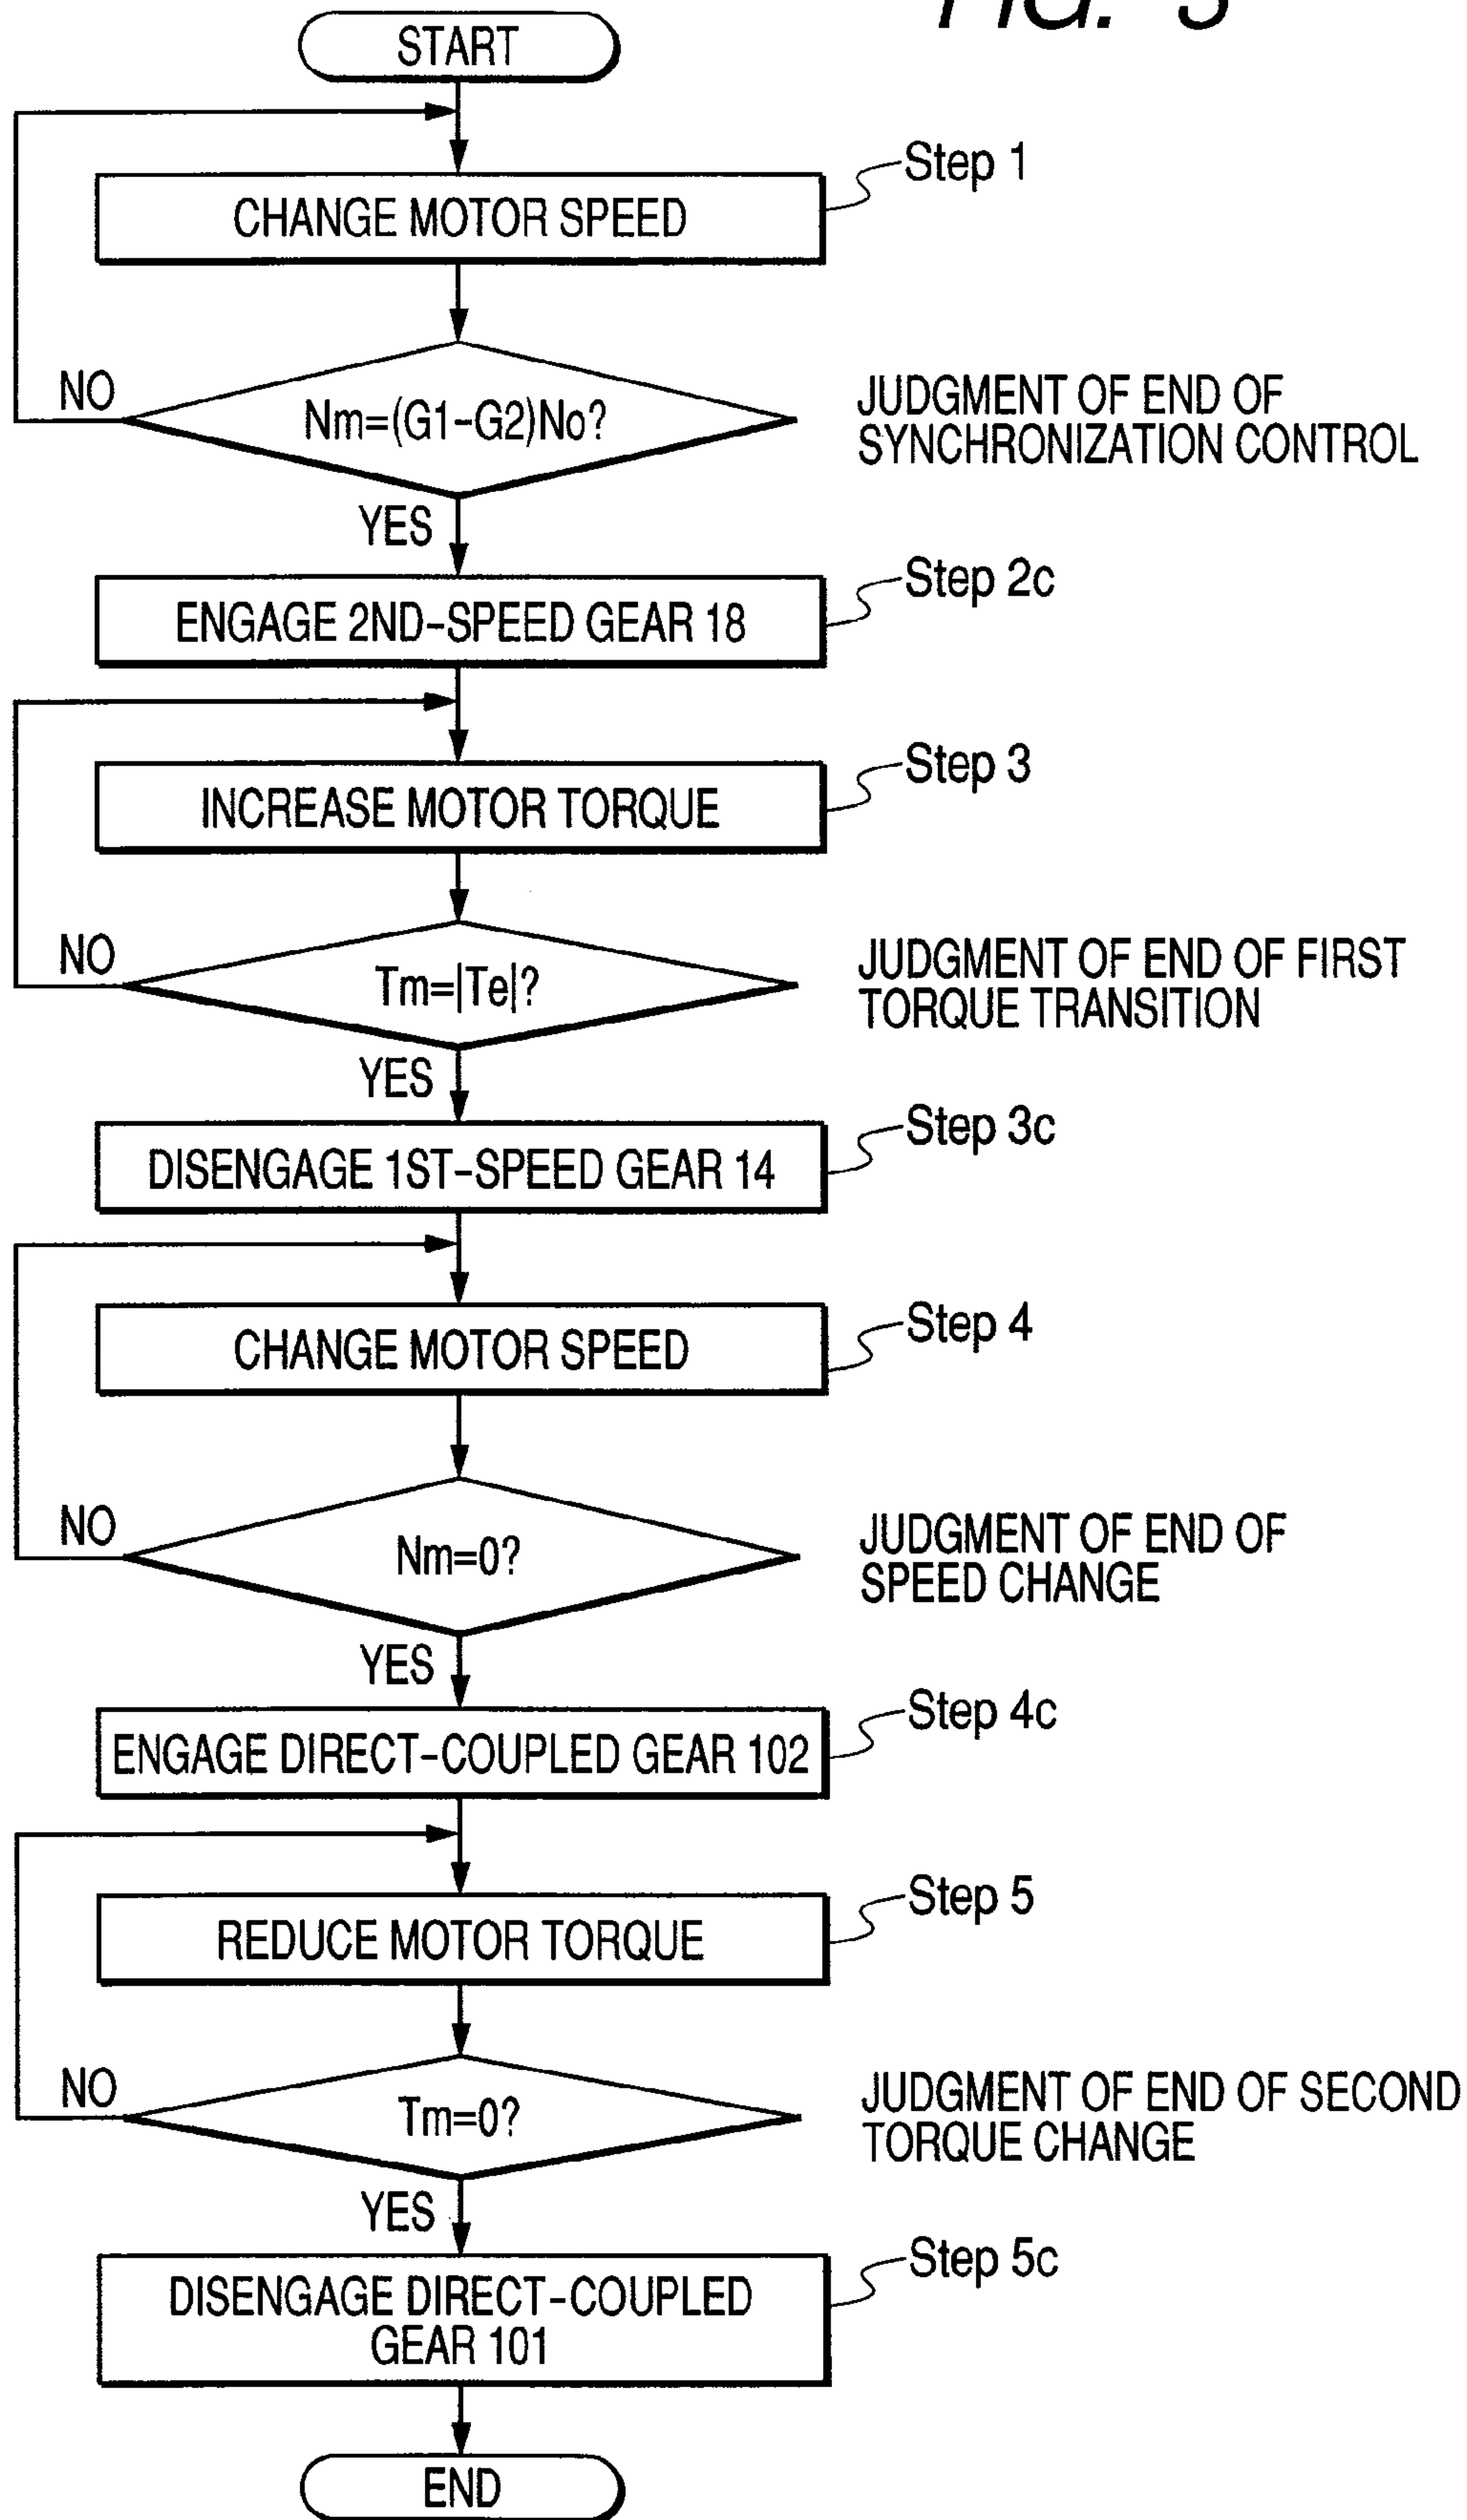 START
Step 1
CHANGE MOTOR SPEED
NO
Nm=(G1-G2)No?
JUDGMENT OF END OF
SYNCHRONIZATION CONTROL
YES
Step 2c
ENGAGE 2ND-SPEED GEAR 18
Step 3
INCREASE MOTOR TORQUE
NO
Tm=|Te|?
JUDGMENT OF END OF FIRST
TORQUE TRANSITION
YES
Step 3c
DISENGAGE 1ST-SPEED GEAR 14
Step 4
CHANGE MOTOR SPEED
NO
Nm=0?
JUDGMENT OF END OF
SPEED CHANGE
YES
Step 4c
ENGAGE DIRECT-COUPLED GEAR 102
Step 5
REDUCE MOTOR TORQUE
NO
Tm=0?
JUDGMENT OF END OF SECOND
TORQUE CHANGE
YES
Step 5c
DISENGAGE DIRECT-COUPLED
GEAR 101
END